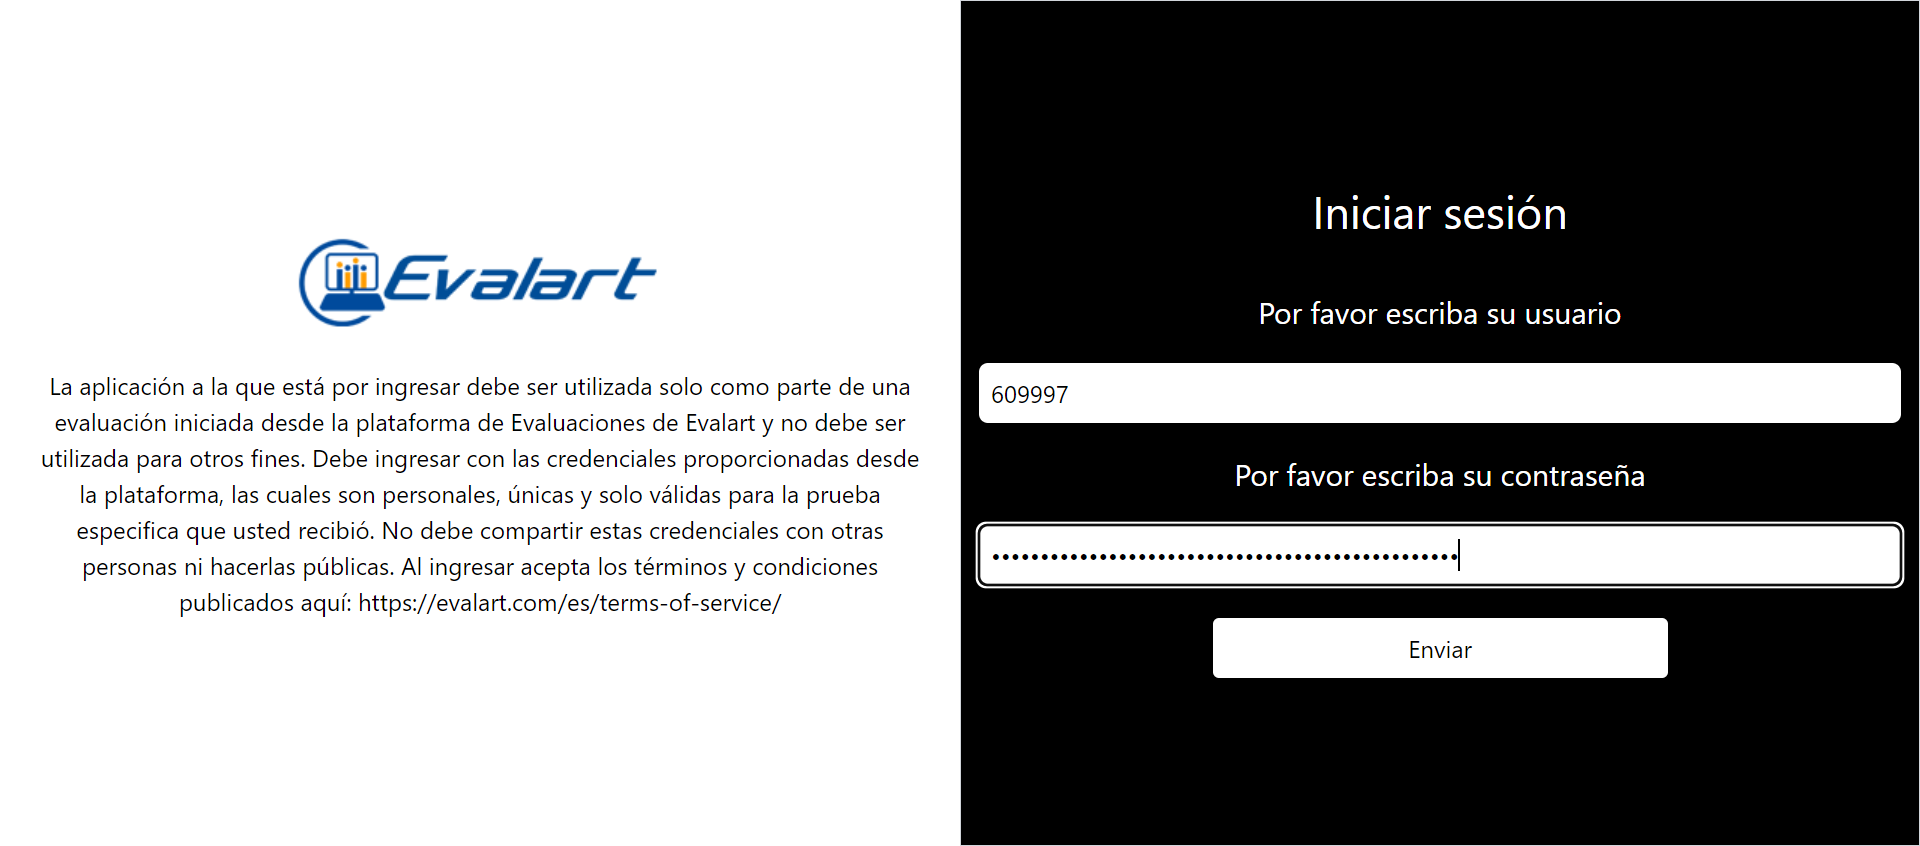 Evalart
La aplicación a la que está por ingresar debe ser utilizada solo como parte de una
evaluación iniciada desde la plataforma de Evaluaciones de Evalart y no debe ser
utilizada para otros fines. Debe ingresar con las credenciales proporcionadas desde
la plataforma, las cuales son personales, únicas y solo válidas para la prueba
especifica que usted recibió. No debe compartir estas credenciales con otras
personas ni hacerlas públicas. Al ingresar acepta los términos y condiciones
publicados aquí: https://evalart.com/es/terms-of-service/
Iniciar sesión
Por favor escriba su usuario
609997
Por favor escriba su contraseña
Enviar